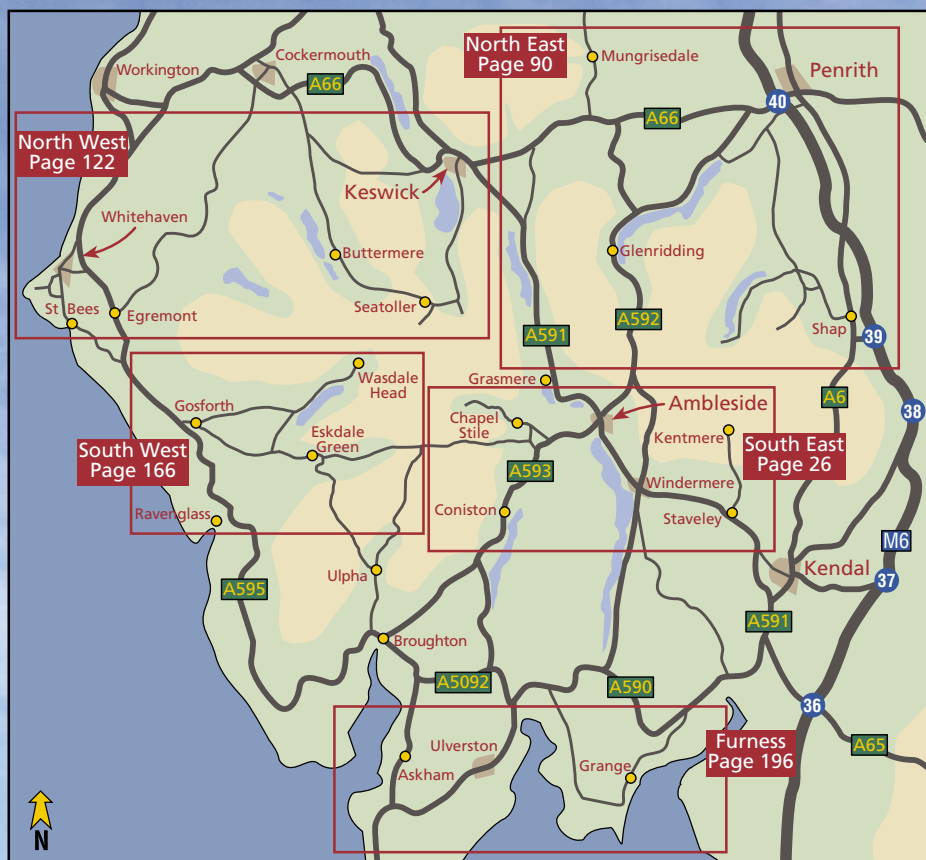 North East
Page 90
Mungrisedale
Cockermouth
Workington
Penrith
A66
40
A66
North West
Page 122
Keswick
Whitehaven
Buttermere
Glenridding
St Bees
Egremont
Seatoller
A591
A592
Shap
39
Wasdale
Head
Grasmere
A6
38
Gosforth
Chapel
Stile
Ambleside
Eskdale
Green
Kentmere
South East
Page 26
South West
Page 166
A593
Windermere
Ravenglass
Coniston
Staveley
M6
Ulpha
Kendal
37
A595
A591
Broughton
A5092
A590
36
Furness
Page 196
A65
Ulverston
Askham
Grange
N